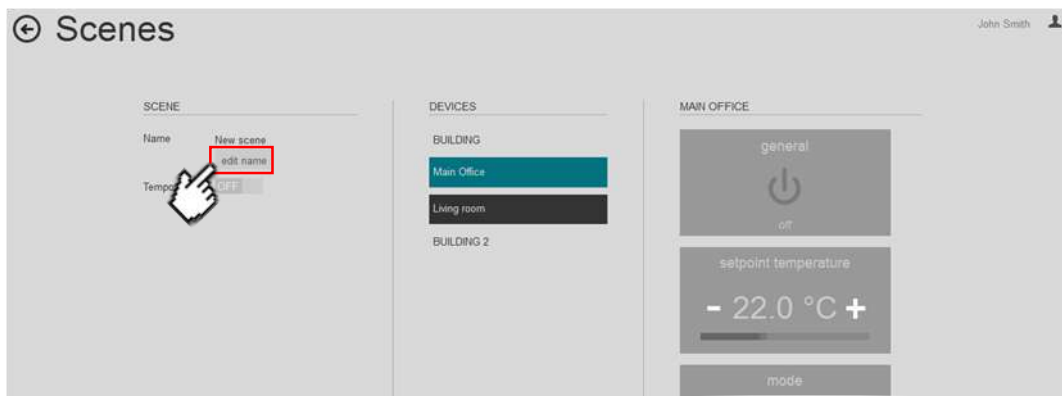 Scenes
John Smith
SCENE
Name
New scene
edit name
OFF
DEVICES
BUILDING
Main Office
Living room
BUILDING 2
MAIN OFFICE
general
off
setpoint temperature
- 22.0 °C +
mode